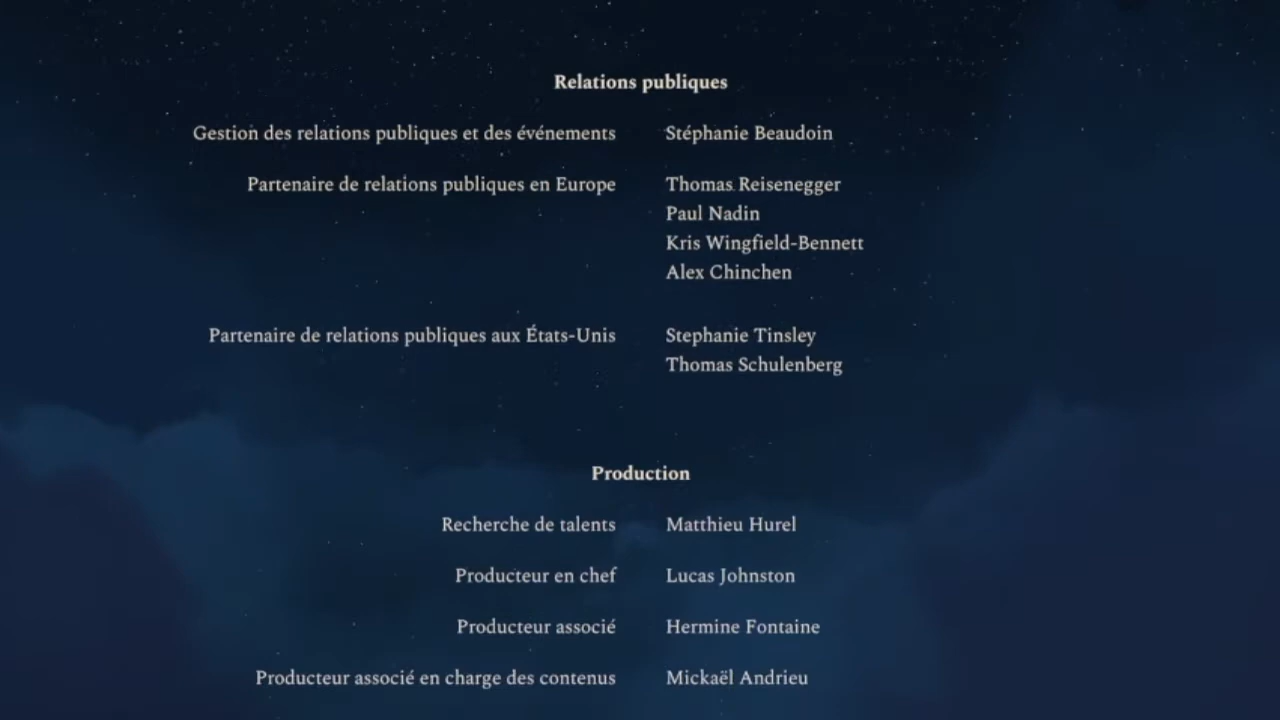 Relations publiques
Gestion des relations publiques et des événements Stéphanie Beaudoin
Partenaire de relations publiques en Europe Thomas Reisenegger
Paul Nadin
Kris Wingfield-Bennett
Alex Chinchen
Partenaire de relations publiques aux États-Unis Stephanie Tinsley
Thomas Schulenberg
Production
Recherche de talents Matthieu Hurel
Producteur en chef Lucas Johnston
Producteur associé Hermine Fontaine
Producteur associé en charge des contenus Mickaël Andrieu